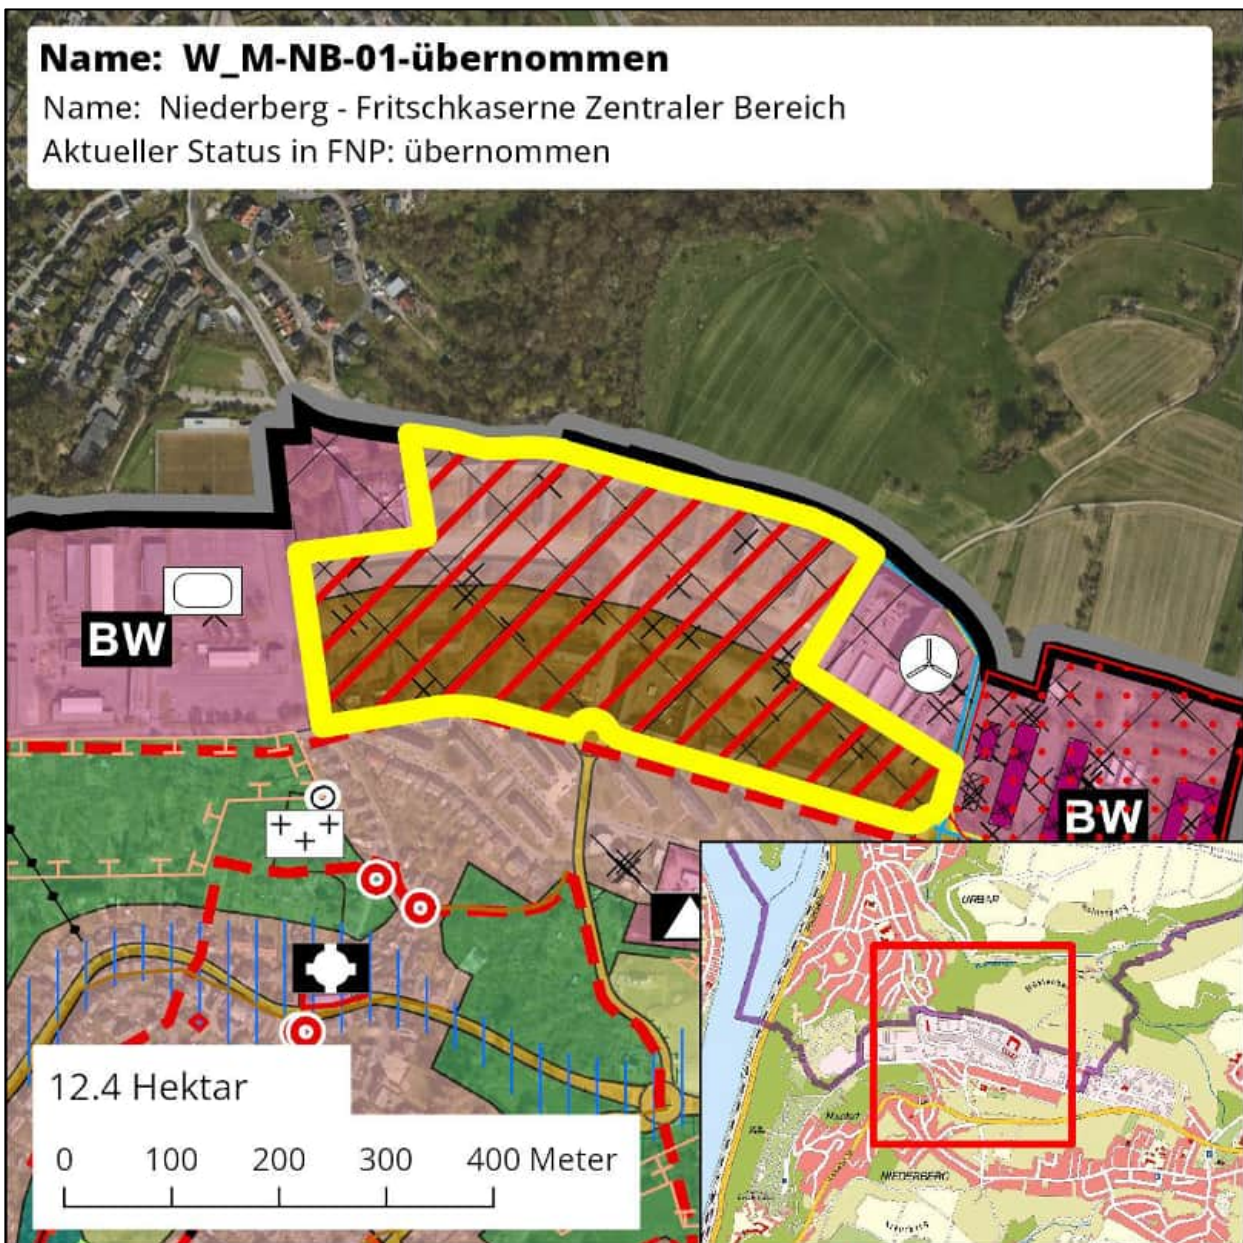 Name: W_M-NB-01-übernommen
Name: Niederberg - Fritschkaserne Zentraler Bereich
Aktueller Status in FNP: übernommen
BW
BW
URBAR
NIEDERBERG
12.4 Hektar
0 100 200 300 400 Meter